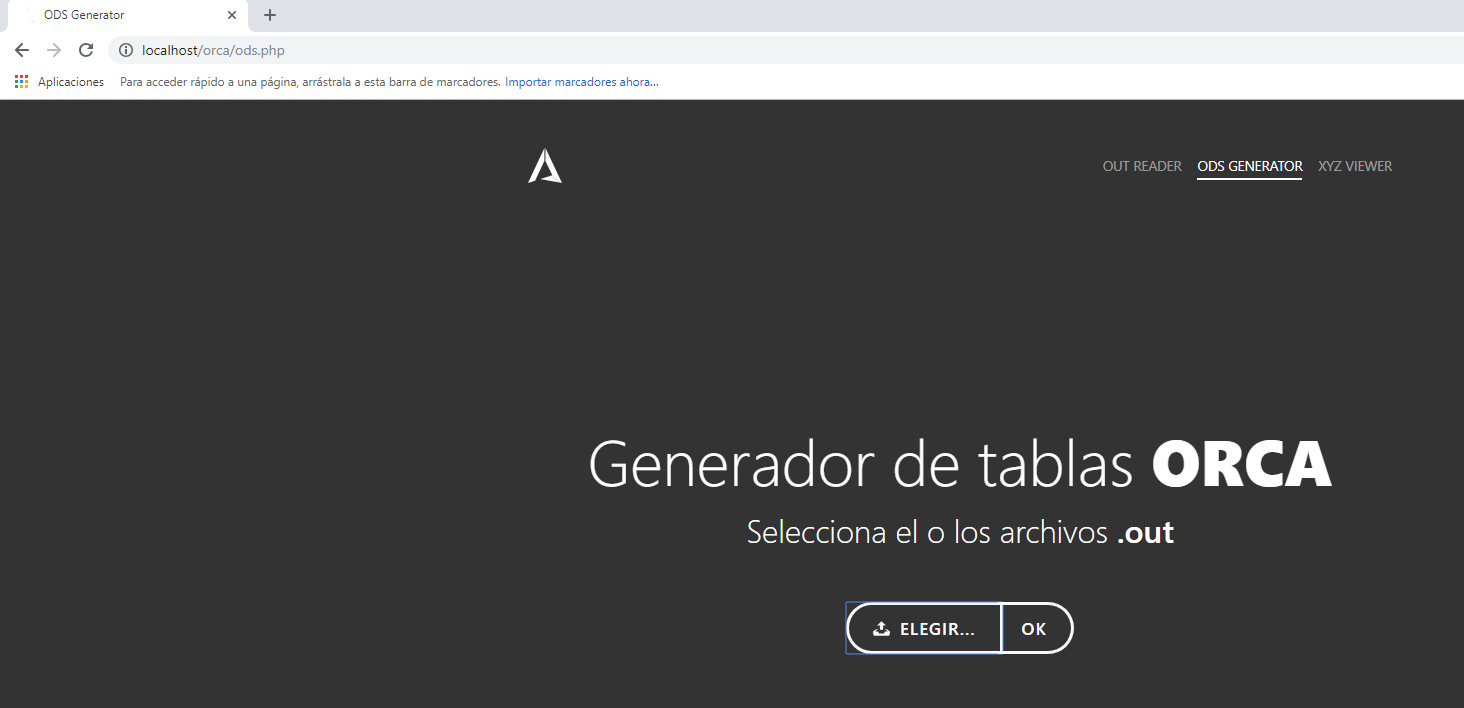 ODS Generator
localhost/orca/ods.php
Aplicaciones Para acceder rápido a una página, arrástrala a esta barra de marcadores. Importar marcadores ahora...
OUT READER ODS GENERATOR XYZ VIEWER
Generador de tablas ORCA
Selecciona el o los archivos .out
ELEGIR... OK